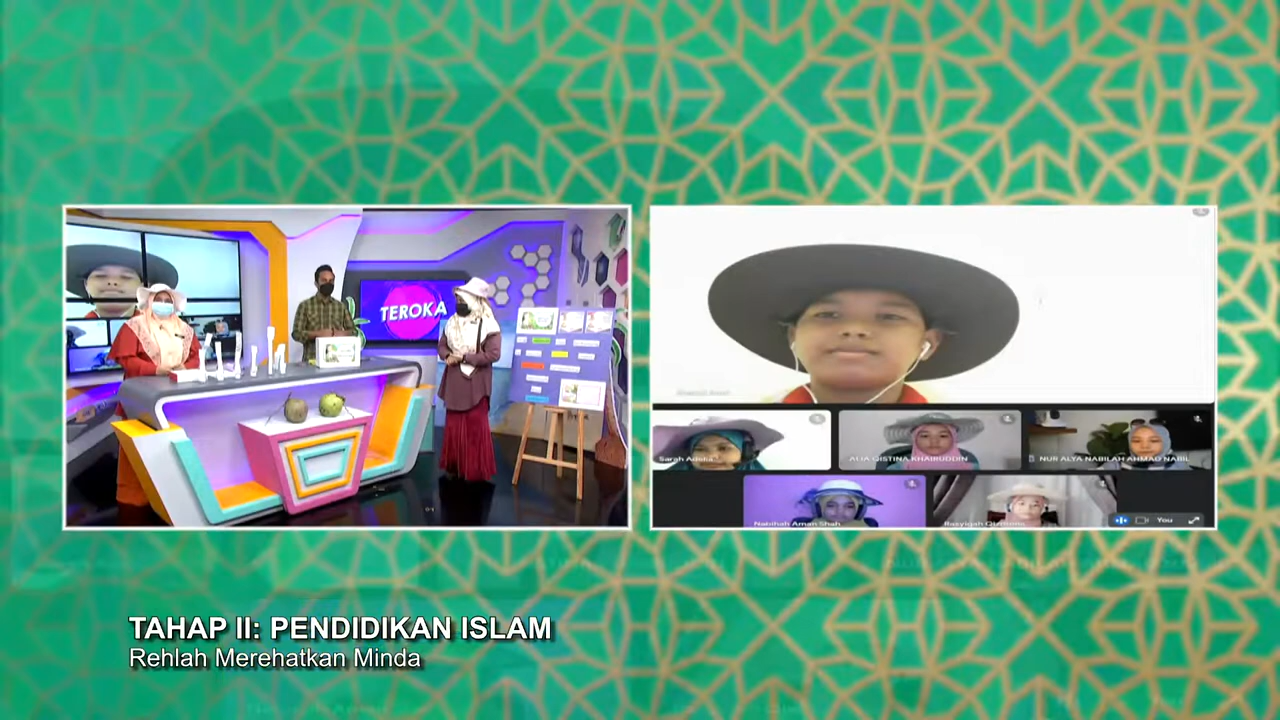 TEROKA
Sarah Adelia
ALIA QISTINA KHAIRUDDIN
NUR ALYA NABILAH AHMAD NABIL
Nabihah Aman Shah
You
TAHAP II: PENDIDIKAN ISLAM
Rehlah Merehatkan Minda